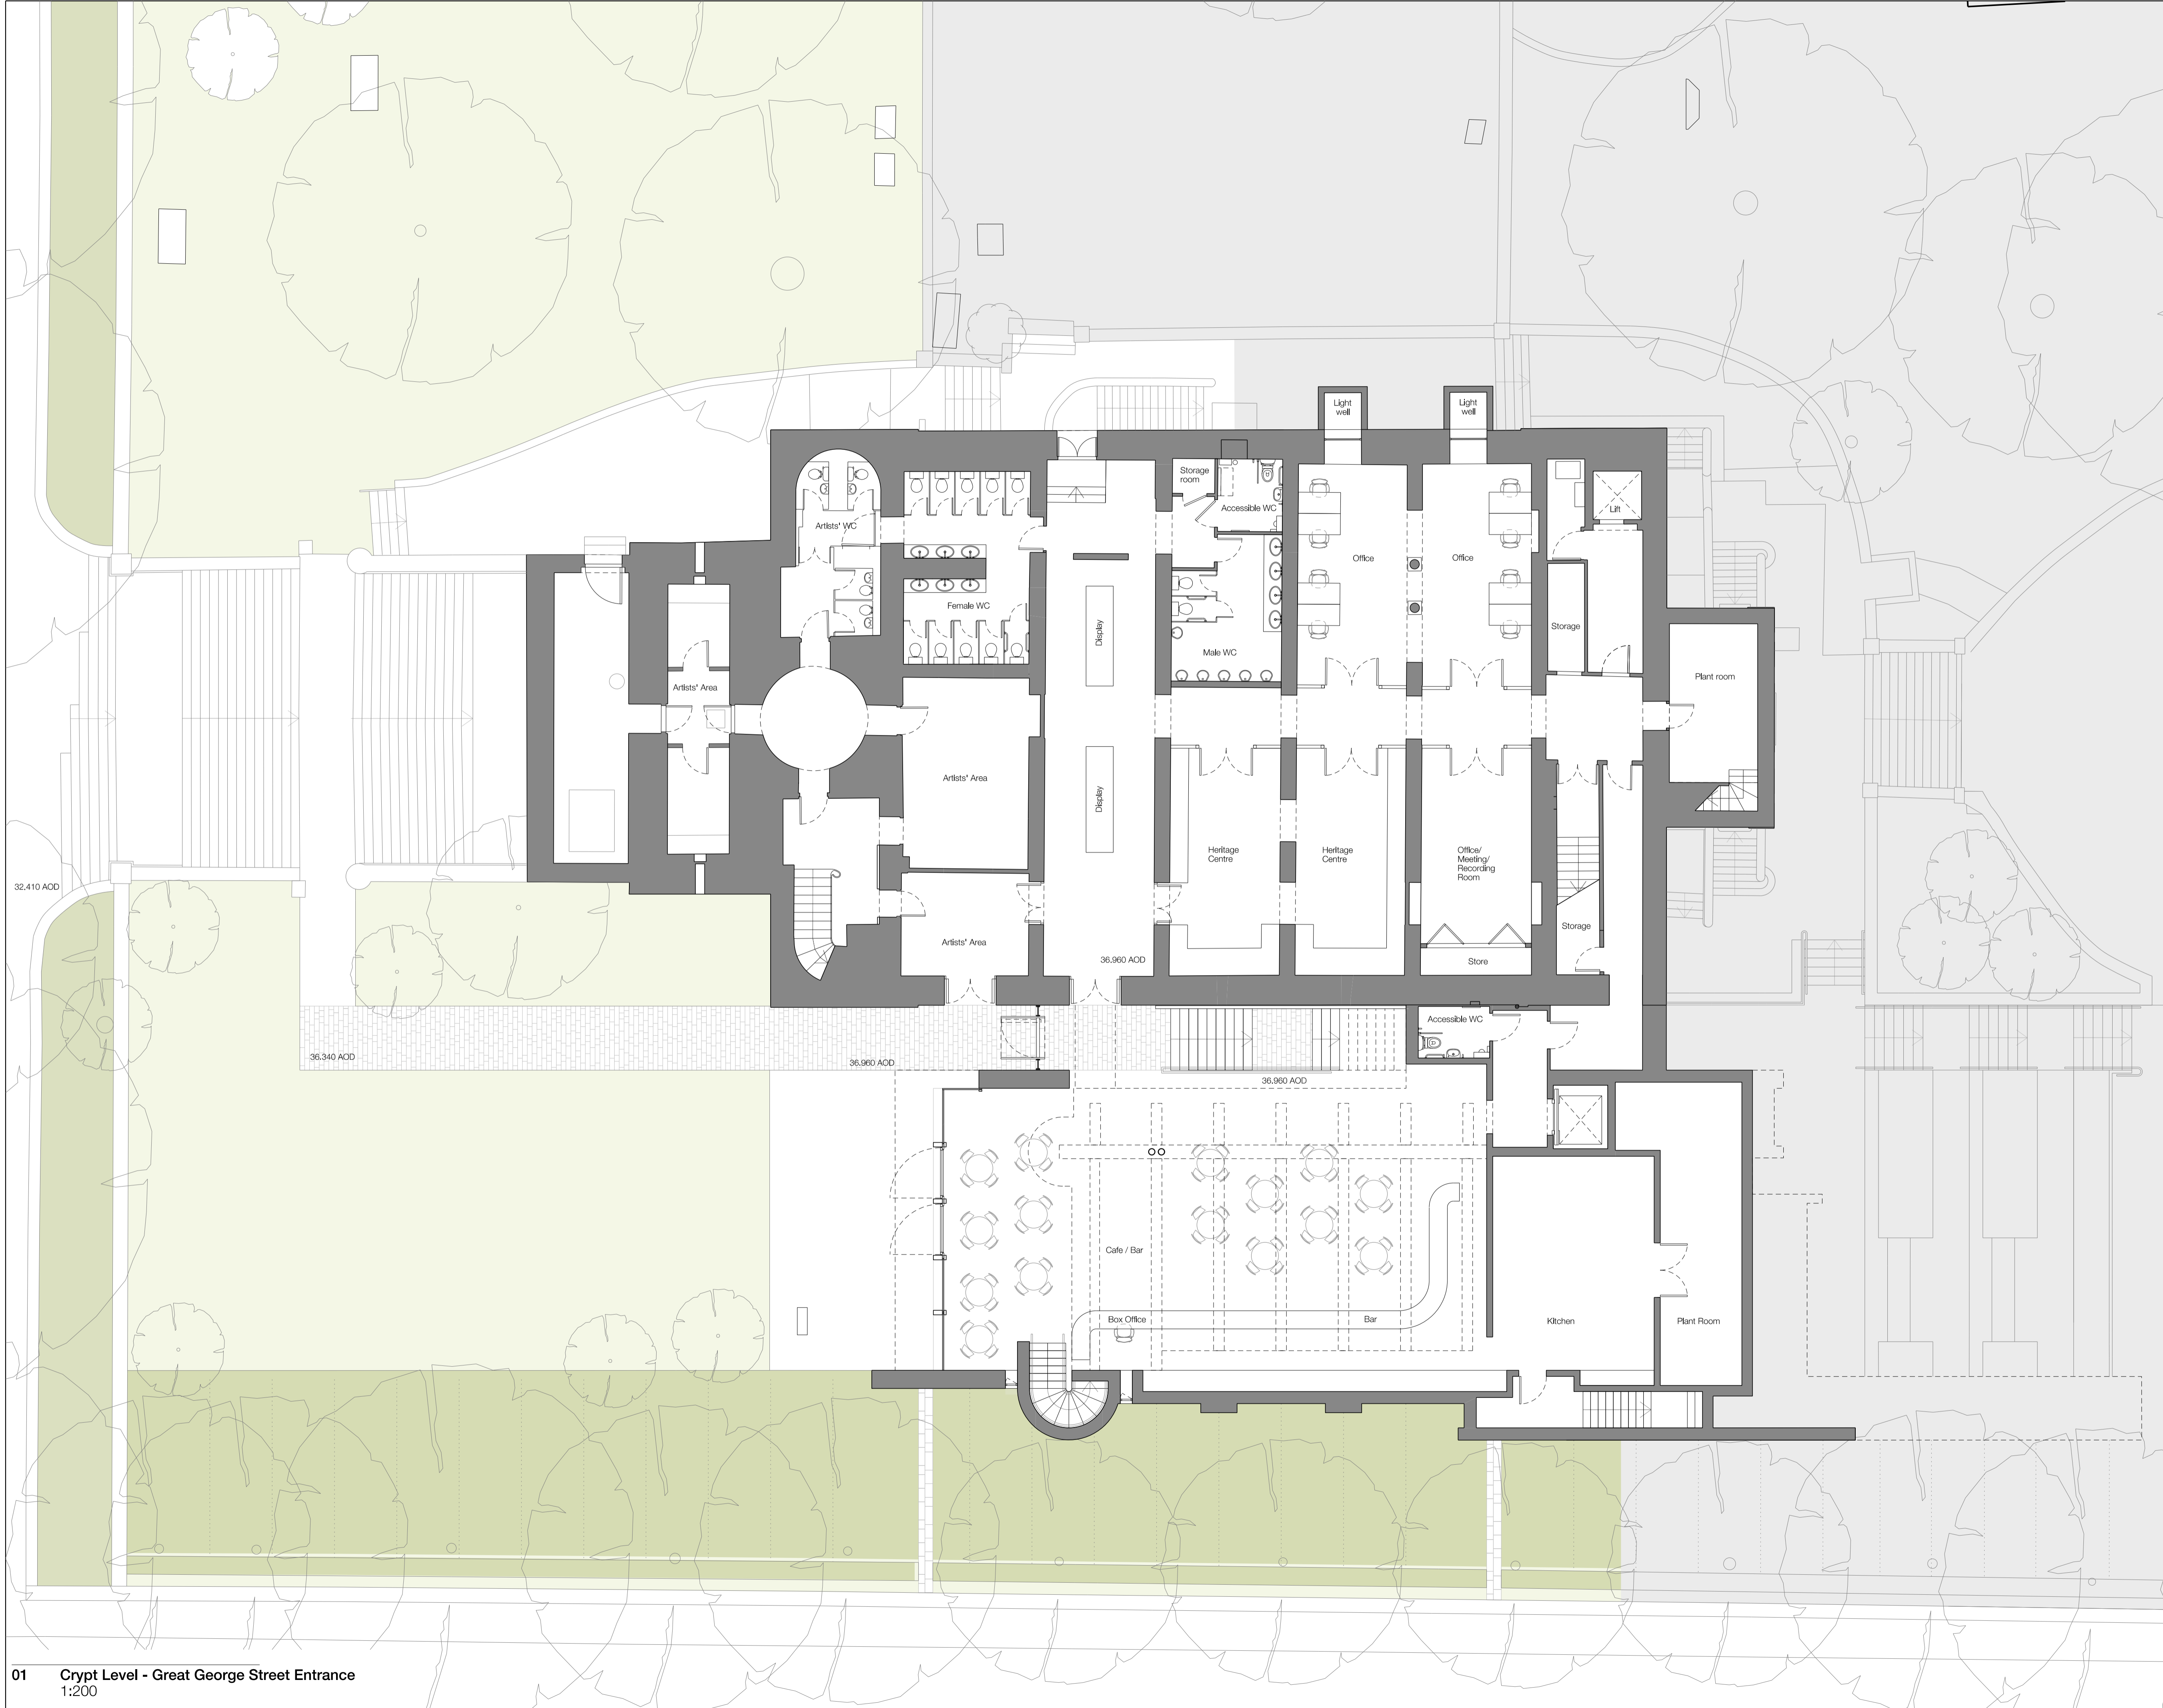 Light
well
Light
well
Storage
room
Accessible WC
Artists' WC
Lift
Office
Office
Female WC
Display
Storage
Male WC
Plant room
Artists' Area
Artists' Area
Display
Heritage
Centre
Heritage
Centre
Office/
Meeting/
Recording
Room
32.410 AOD
Storage
Artists' Area
36.960 AOD
Store
Accessible WC
36.340 AOD
36.960 AOD
36.960 AOD
Cafe / Bar
Box Office
Bar
Kitchen
Plant Room
01 Crypt Level - Great George Street Entrance
1:200